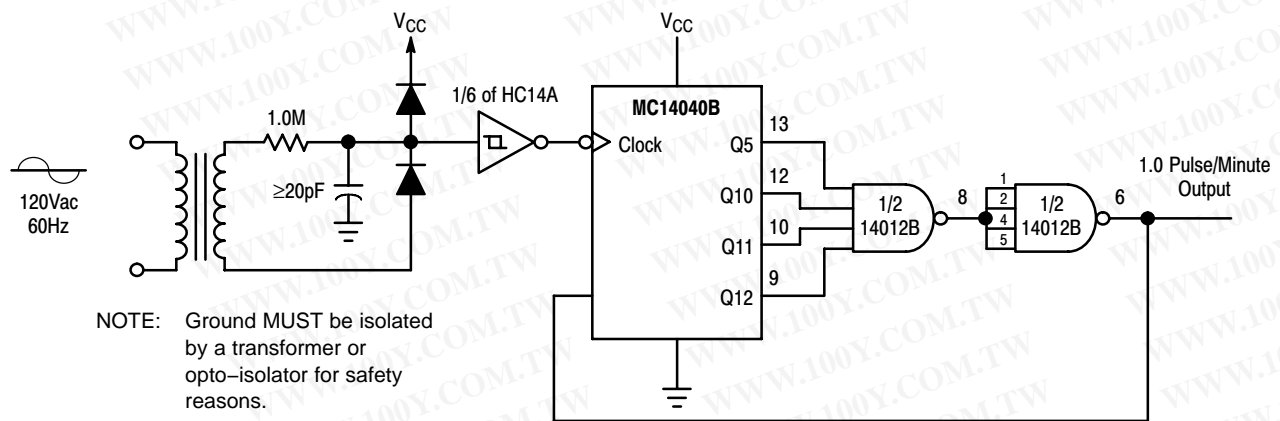 VCC
VCC
1/6 of HC14A
MC14040B
1.0M
Clock
Q5
13
≥20pF
120Vac
60Hz
Q10
12
Q11
10
Q12
9
1/2
14012B
8
1
2
4
5
1/2
14012B
6
1.0 Pulse/Minute
Output
NOTE: Ground MUST be isolated
by a transformer or
opto–isolator for safety
reasons.
WWW.100Y.COM.TW